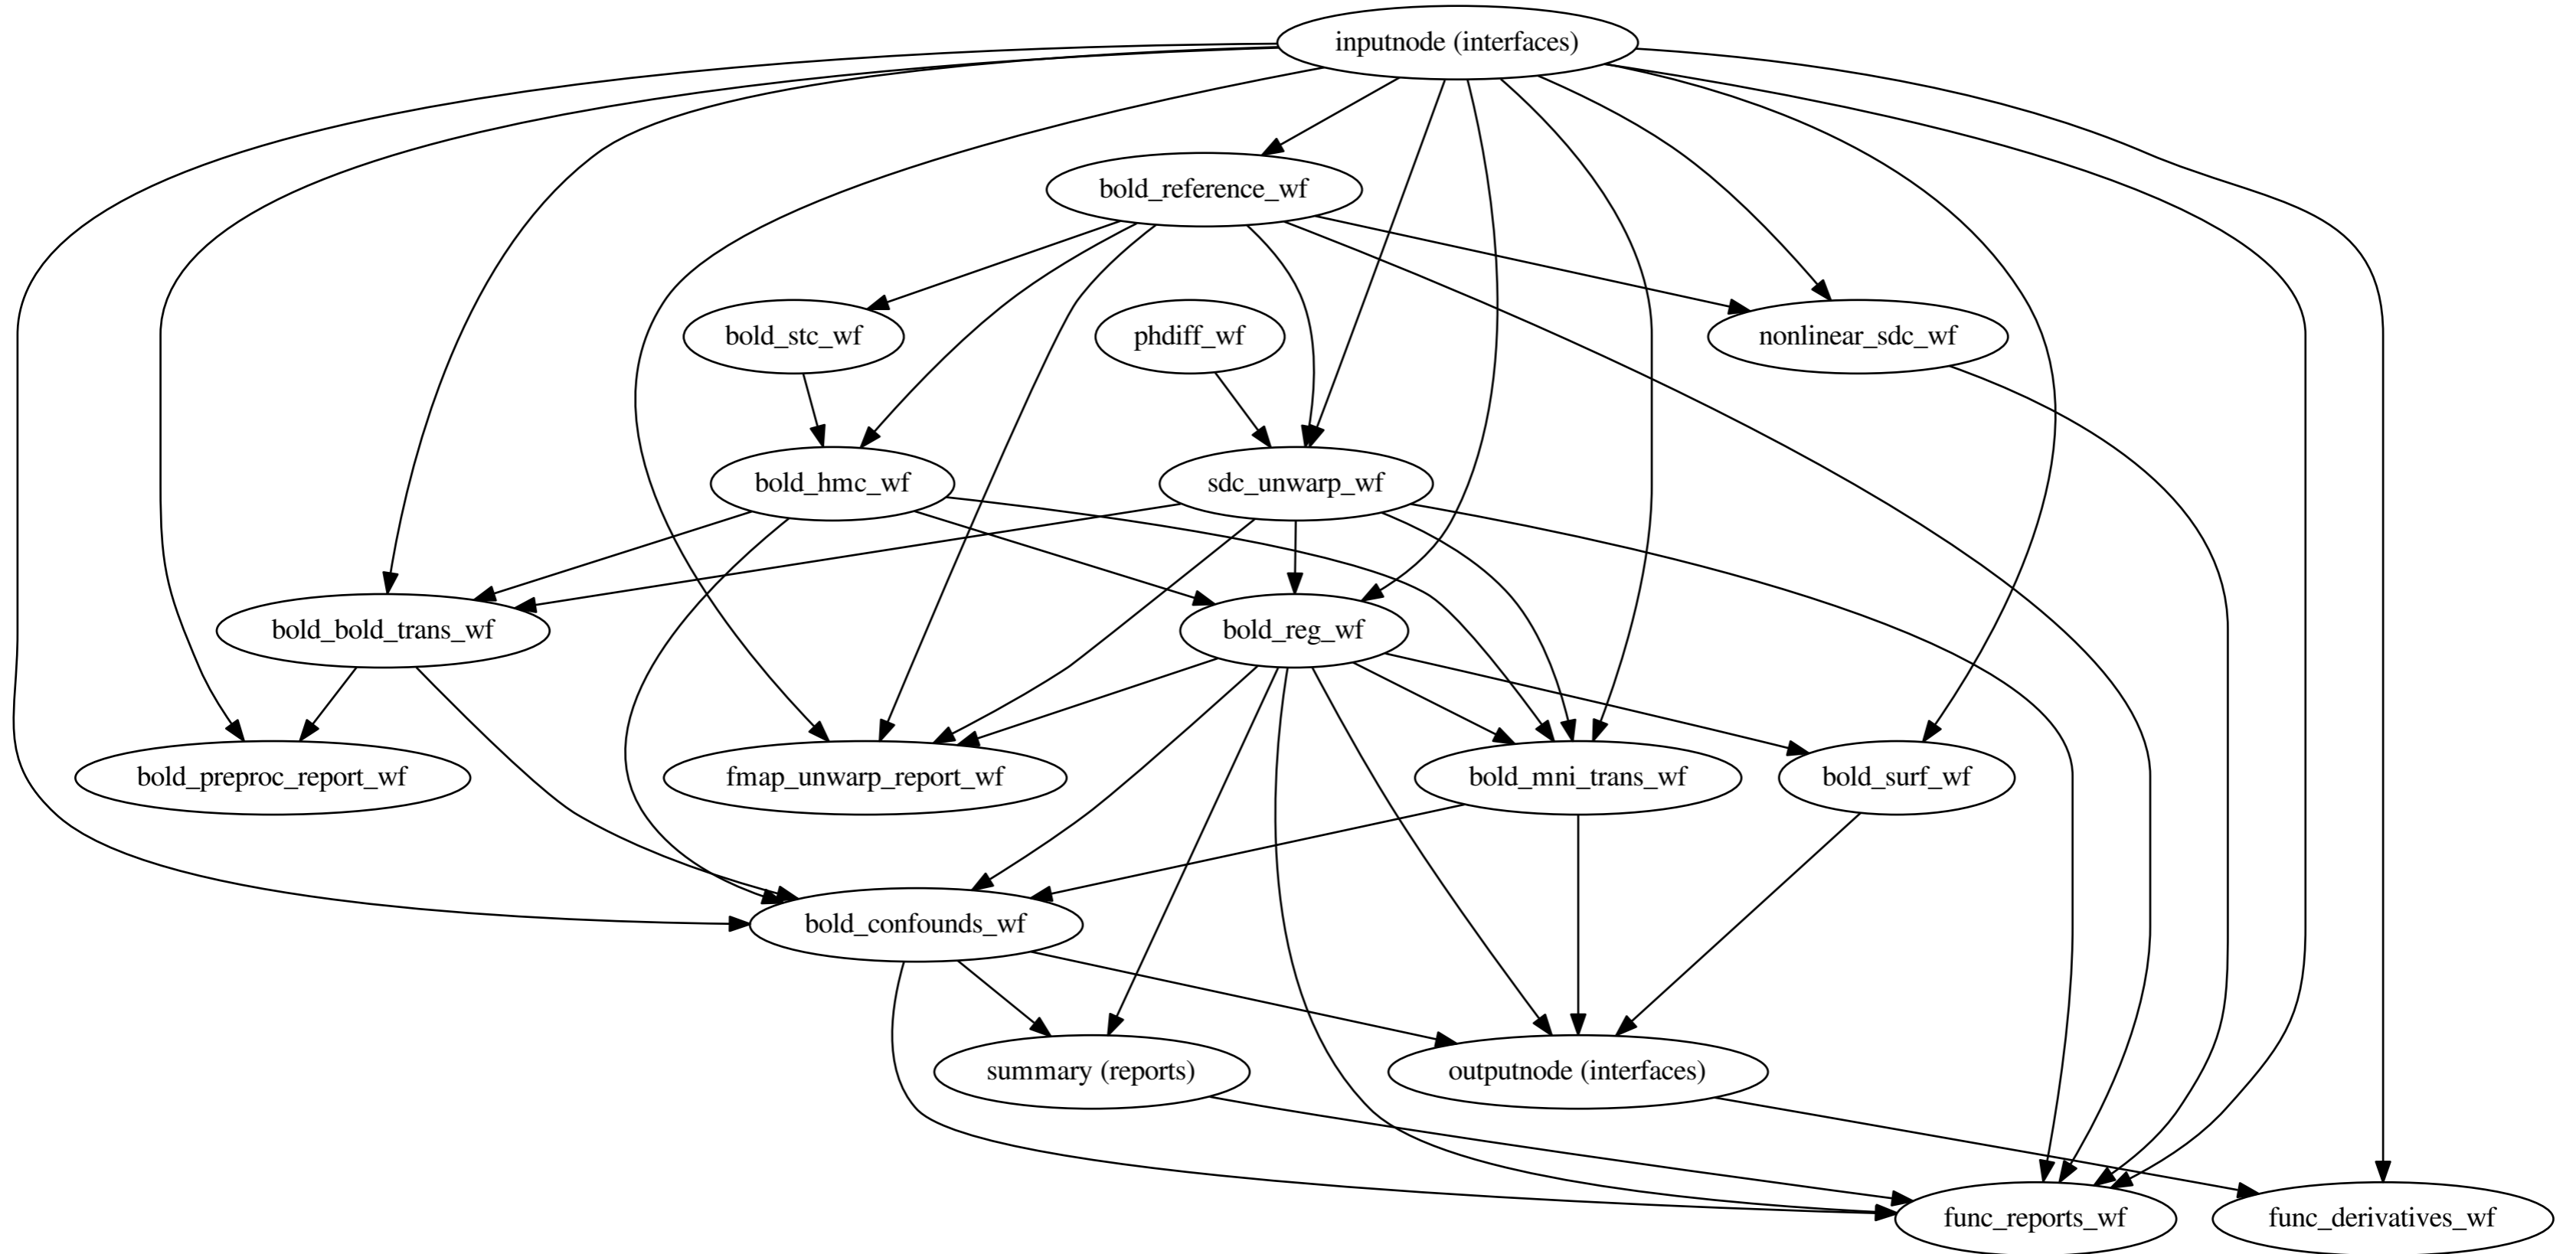 inputnode (interfaces)
bold_reference_wf
bold_stc_wf
phdiff_wf
nonlinear_sdc_wf
bold_hmc_wf
sdc_unwarp_wf
bold_bold_trans_wf
bold_reg_wf
bold_preproc_report_wf
fmap_unwarp_report_wf
bold_mni_trans_wf
bold_surf_wf
bold_confounds_wf
summary (reports)
outputnode (interfaces)
func_reports_wf
func_derivatives_wf